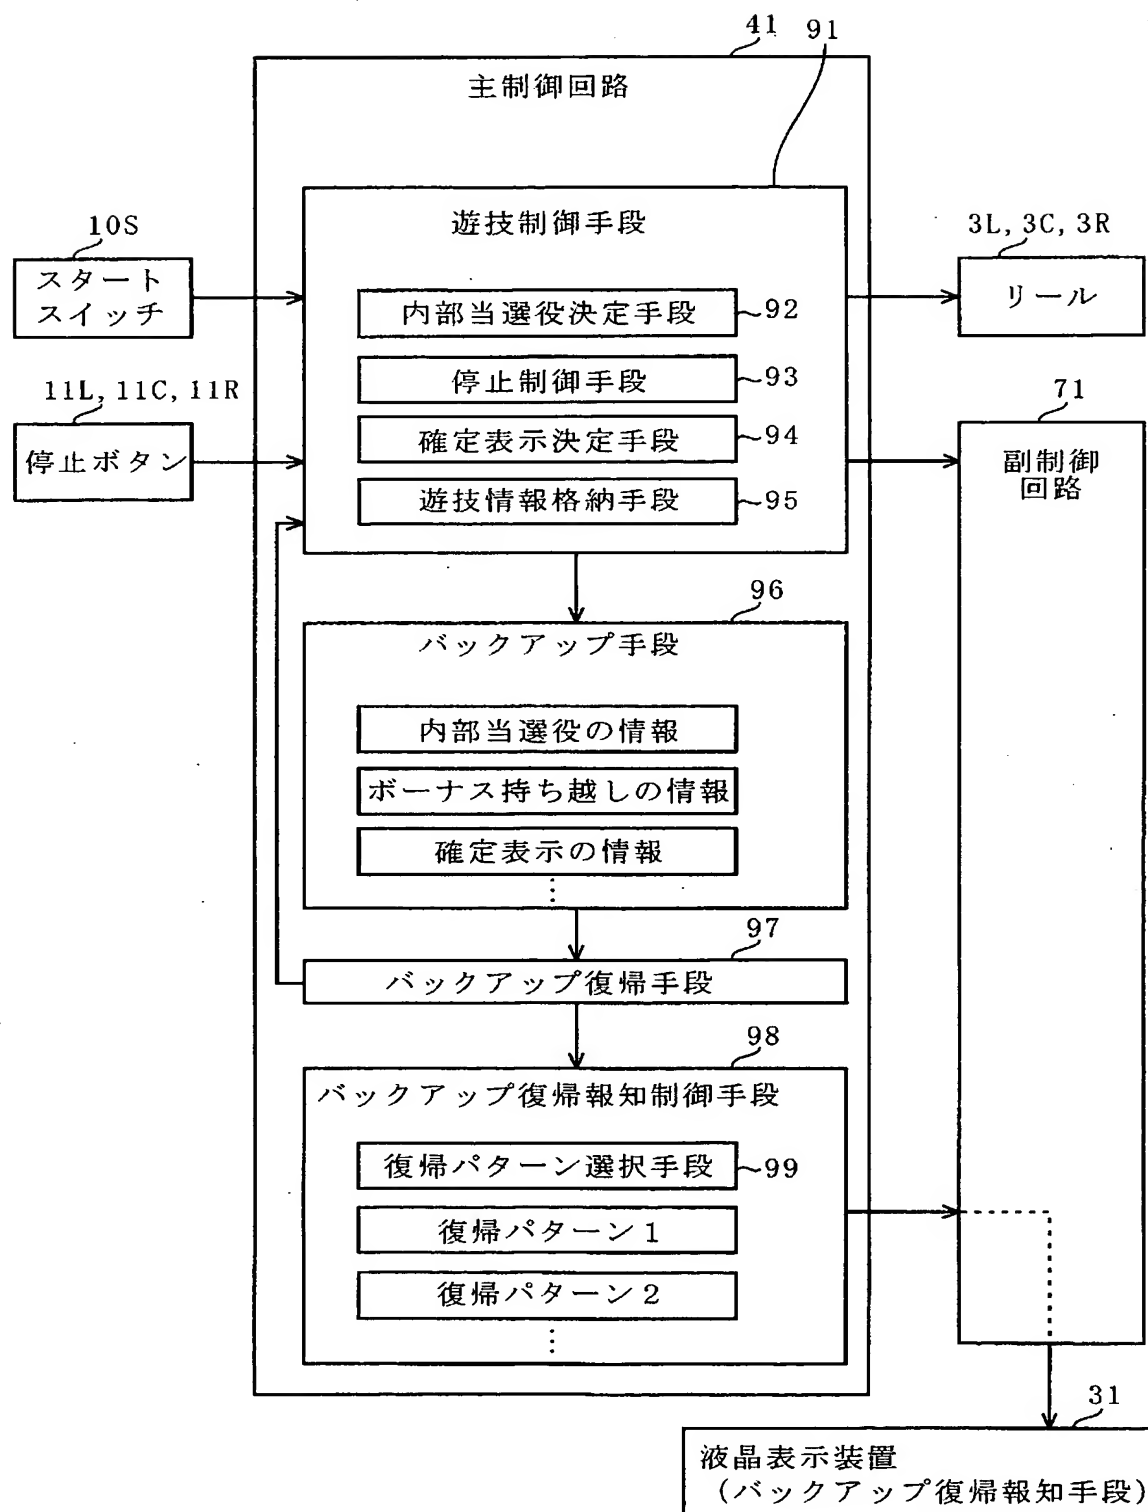 41
91
主制御回路
遊技制御手段
10S
スタート
スイッチ
3L, 3C, 3R
リール
内部当選役決定手段
92
停止制御手段
93
11L, 11C, 11R
停止ボタン
確定表示決定手段
94
遊技情報格納手段
95
71
副制御
回路
96
バックアップ手段
内部当選役の情報
ボーナス持ち越しの情報
確定表示の情報
⋮
97
バックアップ復帰手段
98
バックアップ復帰報知制御手段
復帰パターン選択手段
99
復帰パターン1
復帰パターン2
⋮
31
液晶表示装置
(バックアップ復帰報知手段)